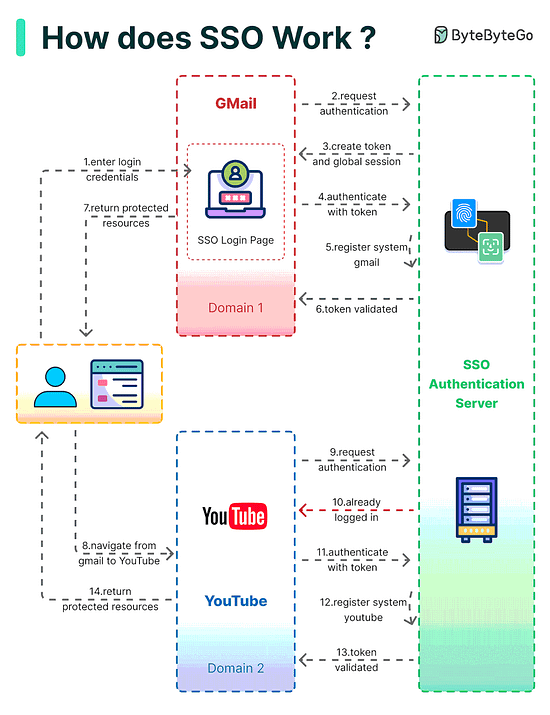 How does SSO Work ?
ByteByteGo
GMail
2.request
authentication
3.create token
and global session
1.enter login
credentials
4.authenticate
with token
7.return protected
resources
SSO Login Page
5.register system
gmail
Domain 1
6.token validated
SSO
Authentication
Server
9.request
authentication
10.already
logged in
YouTube
8.navigate from
gmail to YouTube
11.authenticate
with token
14.return
protected resources
YouTube
12.register system
youtube
13.token
validated
Domain 2